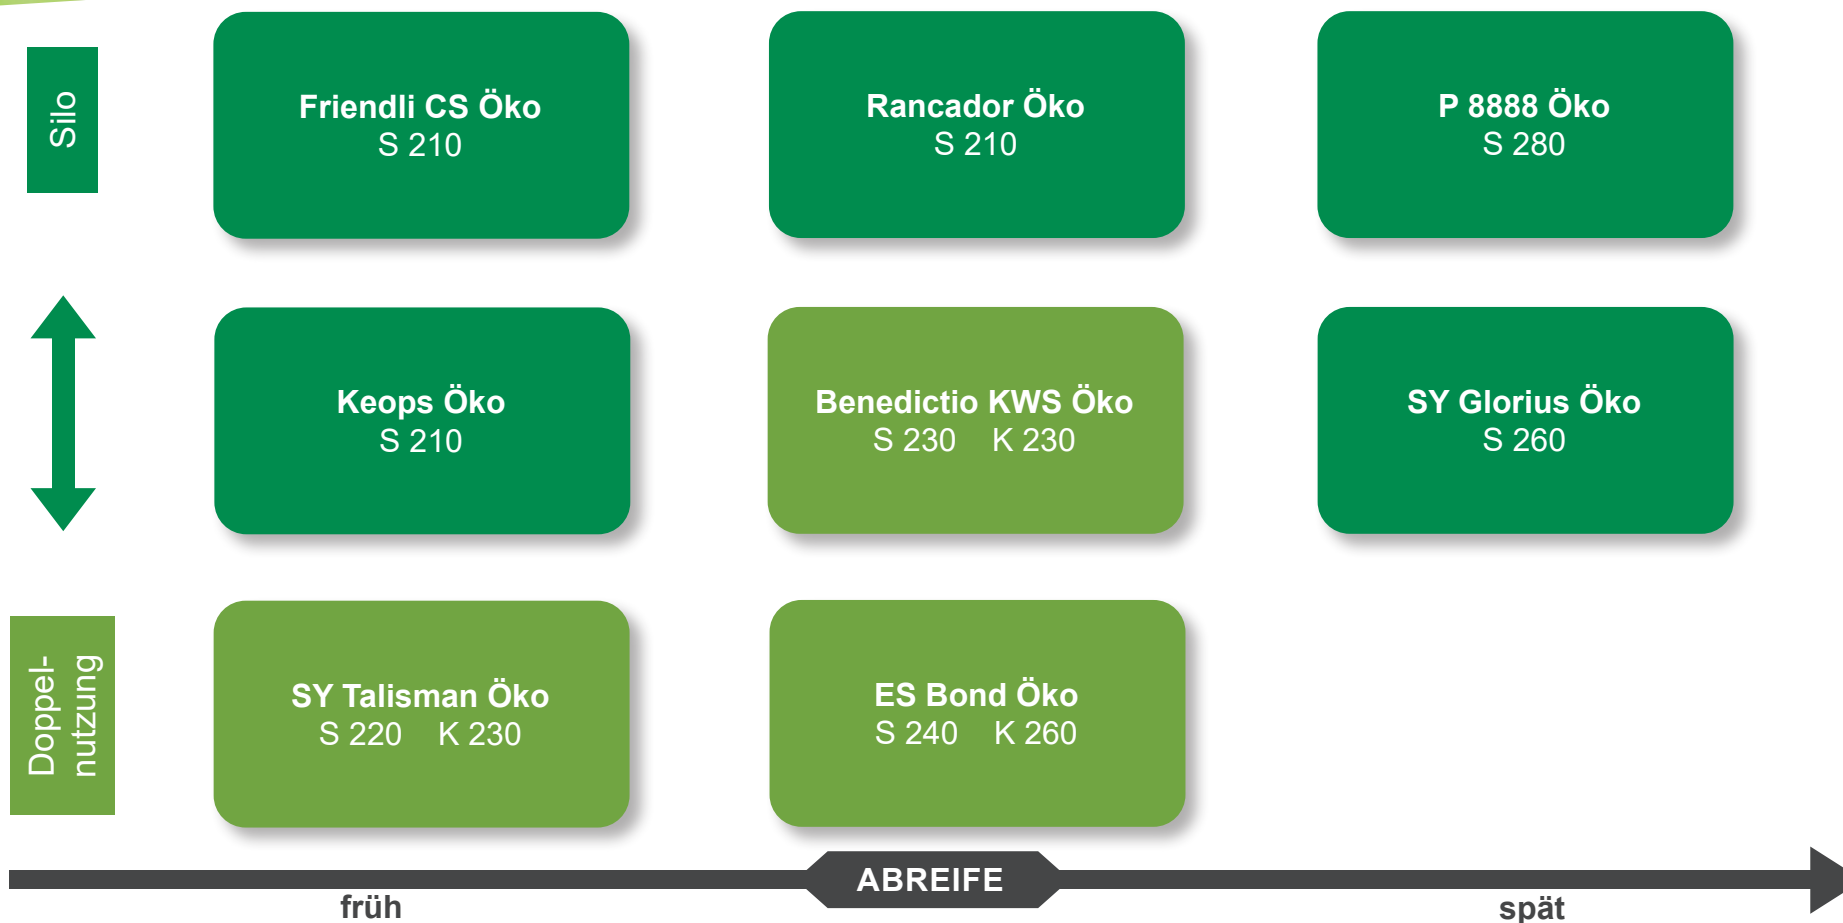 Silo
Friendli CS Öko
S 210
Rancador Öko
S 210
P 8888 Öko
S 280
Keops Öko
S 210
Benedictio KWS Öko
S 230 K 230
SY Glorius Öko
S 260
Doppel-
nutzung
SY Talisman Öko
S 220 K 230
ES Bond Öko
S 240 K 260
ABREIFE
früh
spät